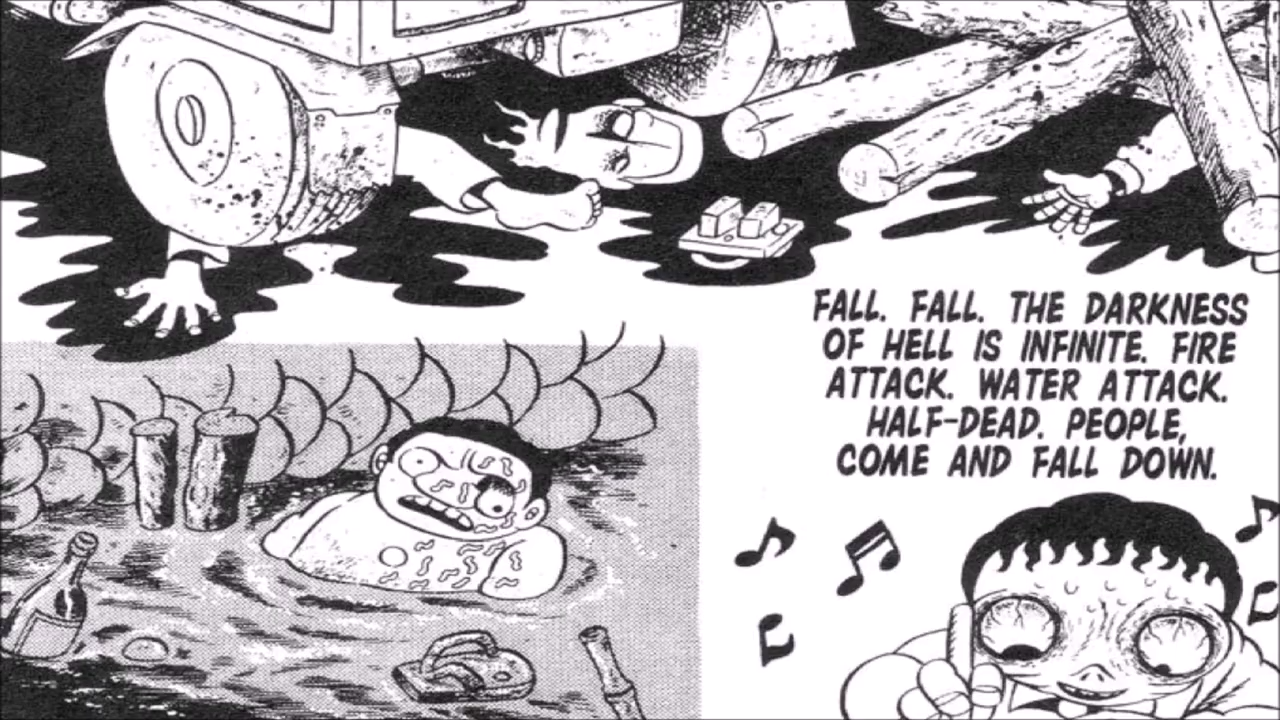 FALL. FALL. THE DARKNESS
OF HELL IS INFINITE. FIRE
ATTACK. WATER ATTACK.
HALF-DEAD. PEOPLE,
COME AND FALL DOWN.